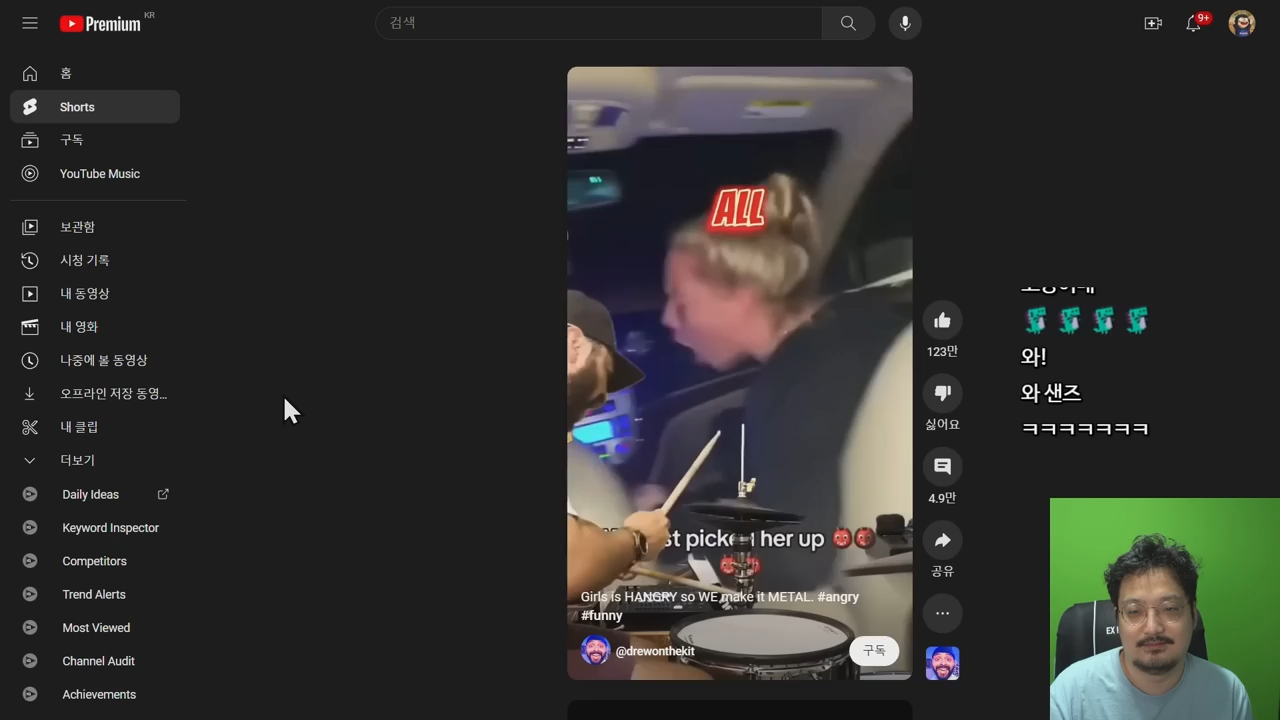 Premium KR
검색
9+
홈
Shorts
구독
YouTube Music
보관함
시청 기록
내 동영상
내 영화
나중에 볼 동영상
오프라인 저장 동영...
내 클립
더보기
Daily Ideas
Keyword Inspector
Competitors
Trend Alerts
Most Viewed
Channel Audit
Achievements
ALL
her up
Girls is HANGRY so WE make it METAL. #angry
#funny
@drewonthekit
구독
123만
싫어요
4.9만
공유
와!
와 샌즈
ㅋㅋㅋㅋㅋㅋㅋ